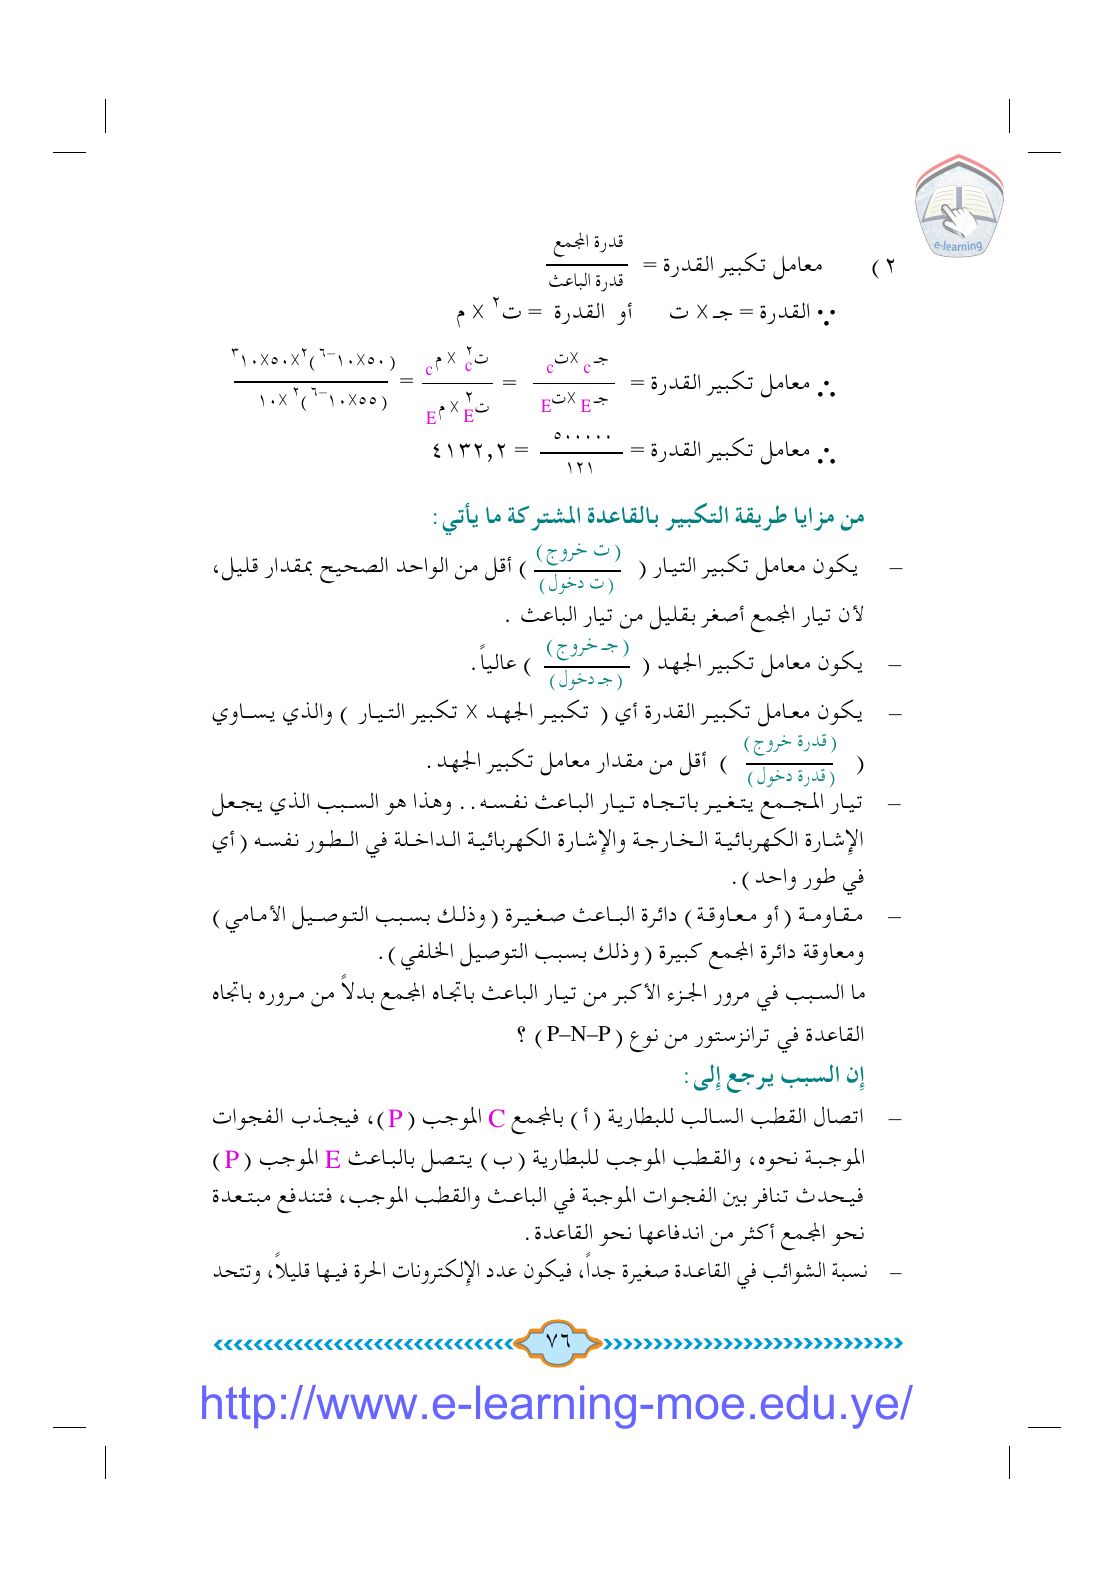 e-learning
٢ ) معامل تكبير القدرة = قدرة المجمع / قدرة الباعث
∵ القدرة = جـ × ت أو القدرة = ت٢ × م
∴ معامل تكبير القدرة = جـC × تC / جـE × تE = ت٢C × مC / ت٢E × مE = (٥٠×١٠−٦)٢×٥٠×١٠٣ / (٥٥×١٠−٦)٢ ×١٠
∴ معامل تكبير القدرة = ٥٠٠٠٠٠ / ١٢١ = ٤١٣٢,٢
من مزايا طريقة التكبير بالقاعدة المشتركة ما يأتي:
– يكون معامل تكبير التيار ( (ت خروج) / (ت دخول) ) أقل من الواحد الصحيح بمقدار قليل،
لأن تيار المجمع أصغر بقليل من تيار الباعث .
– يكون معامل تكبير الجهد ( (جـ خروج) / (جـ دخول) ) عالياً.
– يكون معامل تكبير القدرة أي ( تكبير الجهد × تكبير التيار ) والذي يساوي
( (قدرة خروج) / (قدرة دخول) ) أقل من مقدار معامل تكبير الجهد .
– تيار المجمع يتغير باتجاه تيار الباعث نفسه . . وهذا هو السبب الذي يجعل
الإشارة الكهربائية الخارجة والإشارة الكهربائية الداخلة في الطور نفسه ( أي
في طور واحد ) .
– مقاومة ( أو معاوقة ) دائرة الباعث صغيرة ( وذلك بسبب التوصيل الأمامي )
ومعاوقة دائرة المجمع كبيرة ( وذلك بسبب التوصيل الخلفي ) .
ما السبب في مرور الجزء الأكبر من تيار الباعث باتجاه المجمع بدلاً من مروره باتجاه
القاعدة في ترانزستور من نوع ( P–N–P ) ؟
إن السبب يرجع إلى:
– اتصال القطب السالب للبطارية ( أ ) بالمجمع C الموجب ( P )، فيجذب الفجوات
الموجبة نحوه، والقطب الموجب للبطارية ( ب ) يتصل بالباعث E الموجب ( P )
فيحدث تنافر بين الفجوات الموجبة في الباعث والقطب الموجب، فتندفع مبتعدة
نحو المجمع أكثر من اندفاعها نحو القاعدة .
– نسبة الشوائب في القاعدة صغيرة جداً، فيكون عدد الإلكترونات الحرة فيها قليلاً، وتتحد
٧٦
http://www.e-learning-moe.edu.ye/